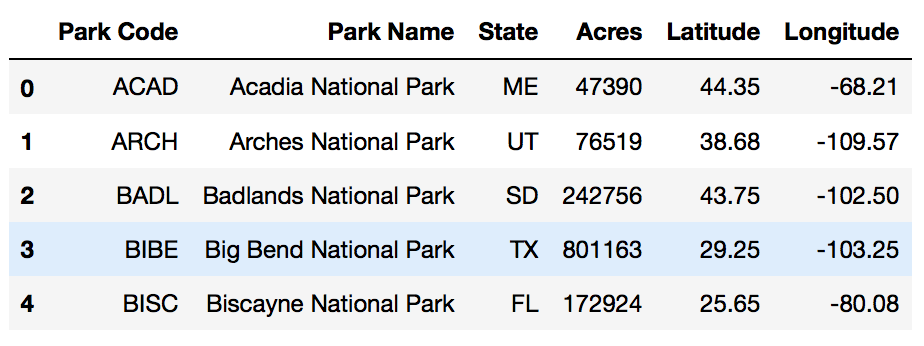 Park Code Park Name State Acres Latitude Longitude
0 ACAD Acadia National Park ME 47390 44.35 -68.21
1 ARCH Arches National Park UT 76519 38.68 -109.57
2 BADL Badlands National Park SD 242756 43.75 -102.50
3 BIBE Big Bend National Park TX 801163 29.25 -103.25
4 BISC Biscayne National Park FL 172924 25.65 -80.08